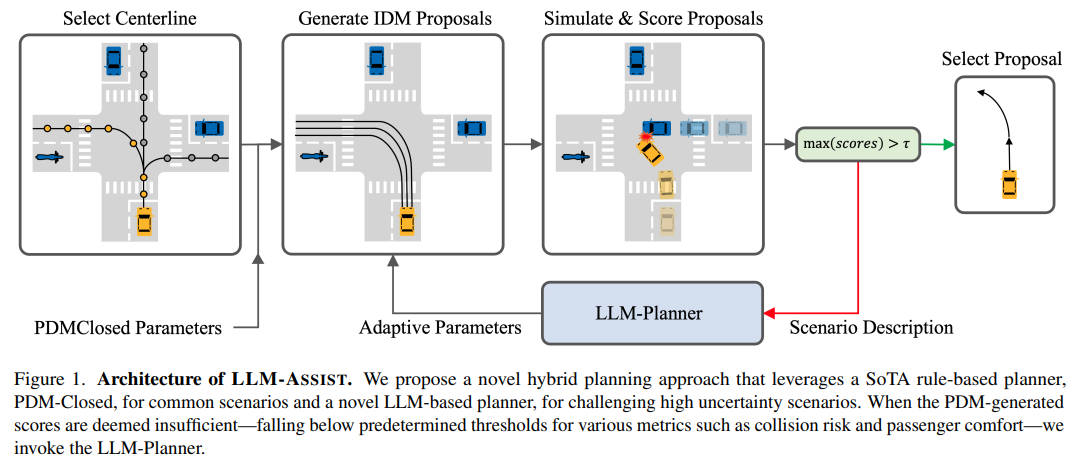 Select Centerline
Generate IDM Proposals
Simulate & Score Proposals
Select Proposal
max(scores) > τ
PDMClosed Parameters
Adaptive Parameters
LLM-Planner
Scenario Description
Figure 1. Architecture of LLM-ASSIST. We propose a novel hybrid planning approach that leverages a SoTA rule-based planner,
PDM-Closed, for common scenarios and a novel LLM-based planner, for challenging high uncertainty scenarios. When the PDM-generated
scores are deemed insufficient—falling below predetermined thresholds for various metrics such as collision risk and passenger comfort—we
invoke the LLM-Planner.